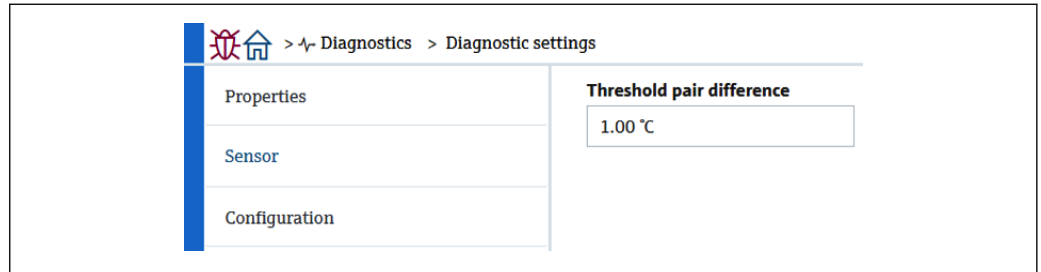 > Diagnostics > Diagnostic settings
Properties
Sensor
Configuration
Threshold pair difference
1.00 °C